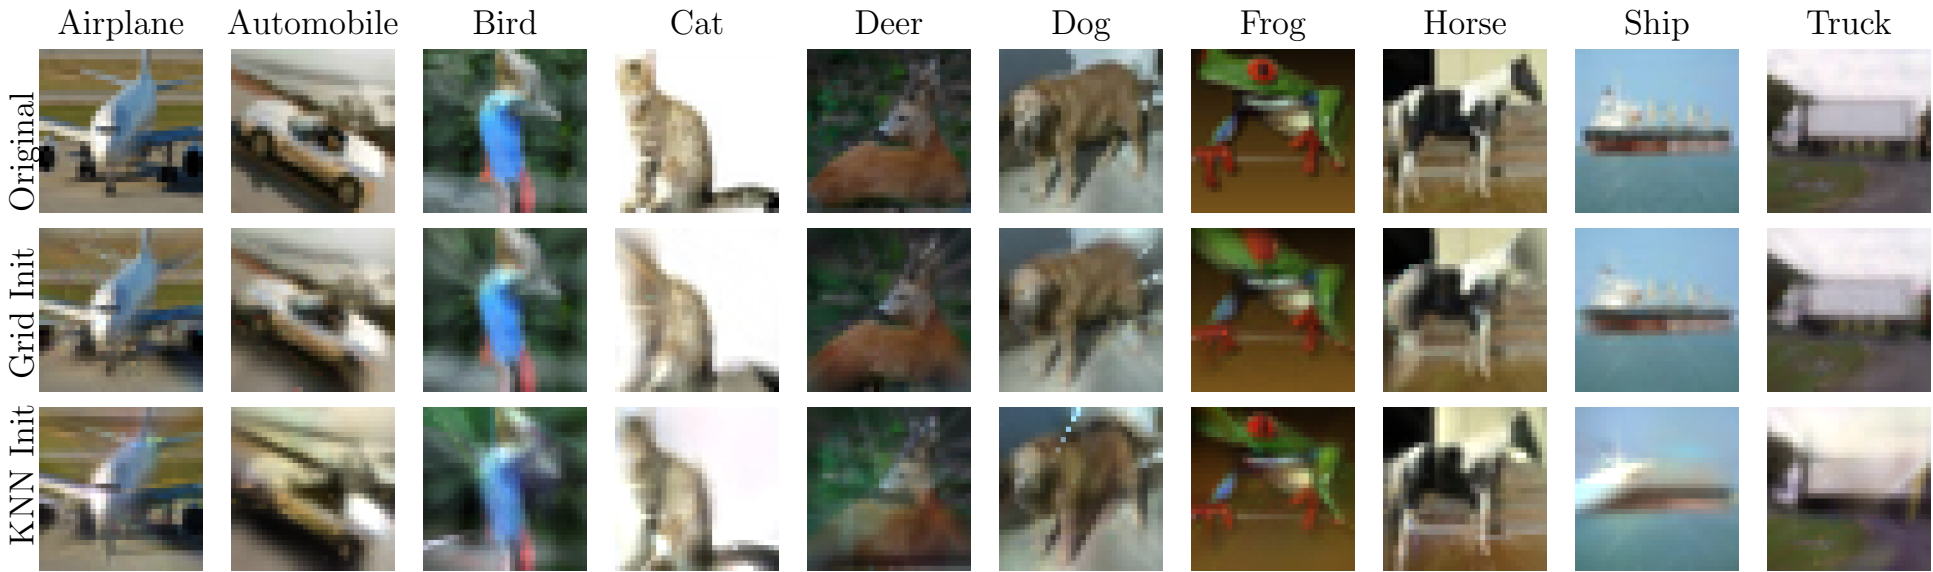 Airplane Automobile Bird Cat Deer Dog Frog Horse Ship Truck
Original
Grid Init
KNN Init